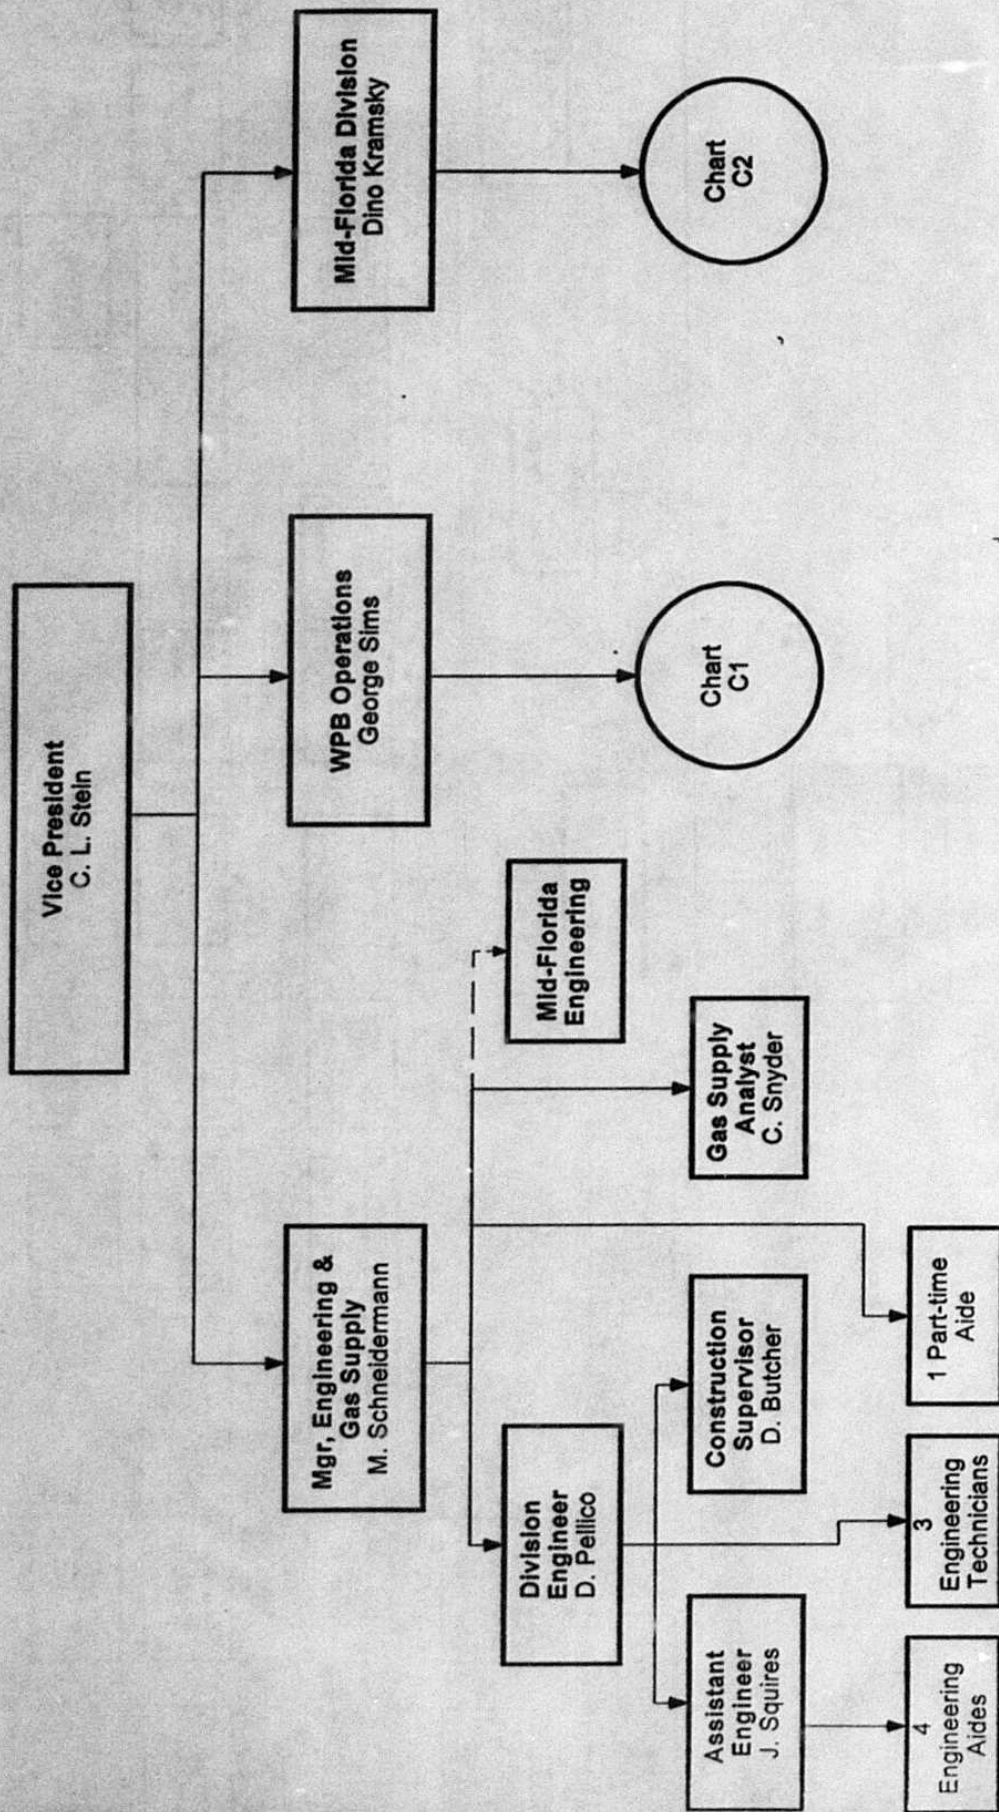 Vice President
C. L. Stein
Mgr, Engineering &
Gas Supply
M. Schneidermann
WPB Operations
George Sims
Mid-Florida Division
Dino Kramsky
Division
Engineer
D. Pellico
Mid-Florida
Engineering
Assistant
Engineer
J. Squires
Construction
Supervisor
D. Butcher
Gas Supply
Analyst
C. Snyder
Chart
C1
Chart
C2
4
Engineering
Aides
3
Engineering
Technicians
1 Part-time
Aide